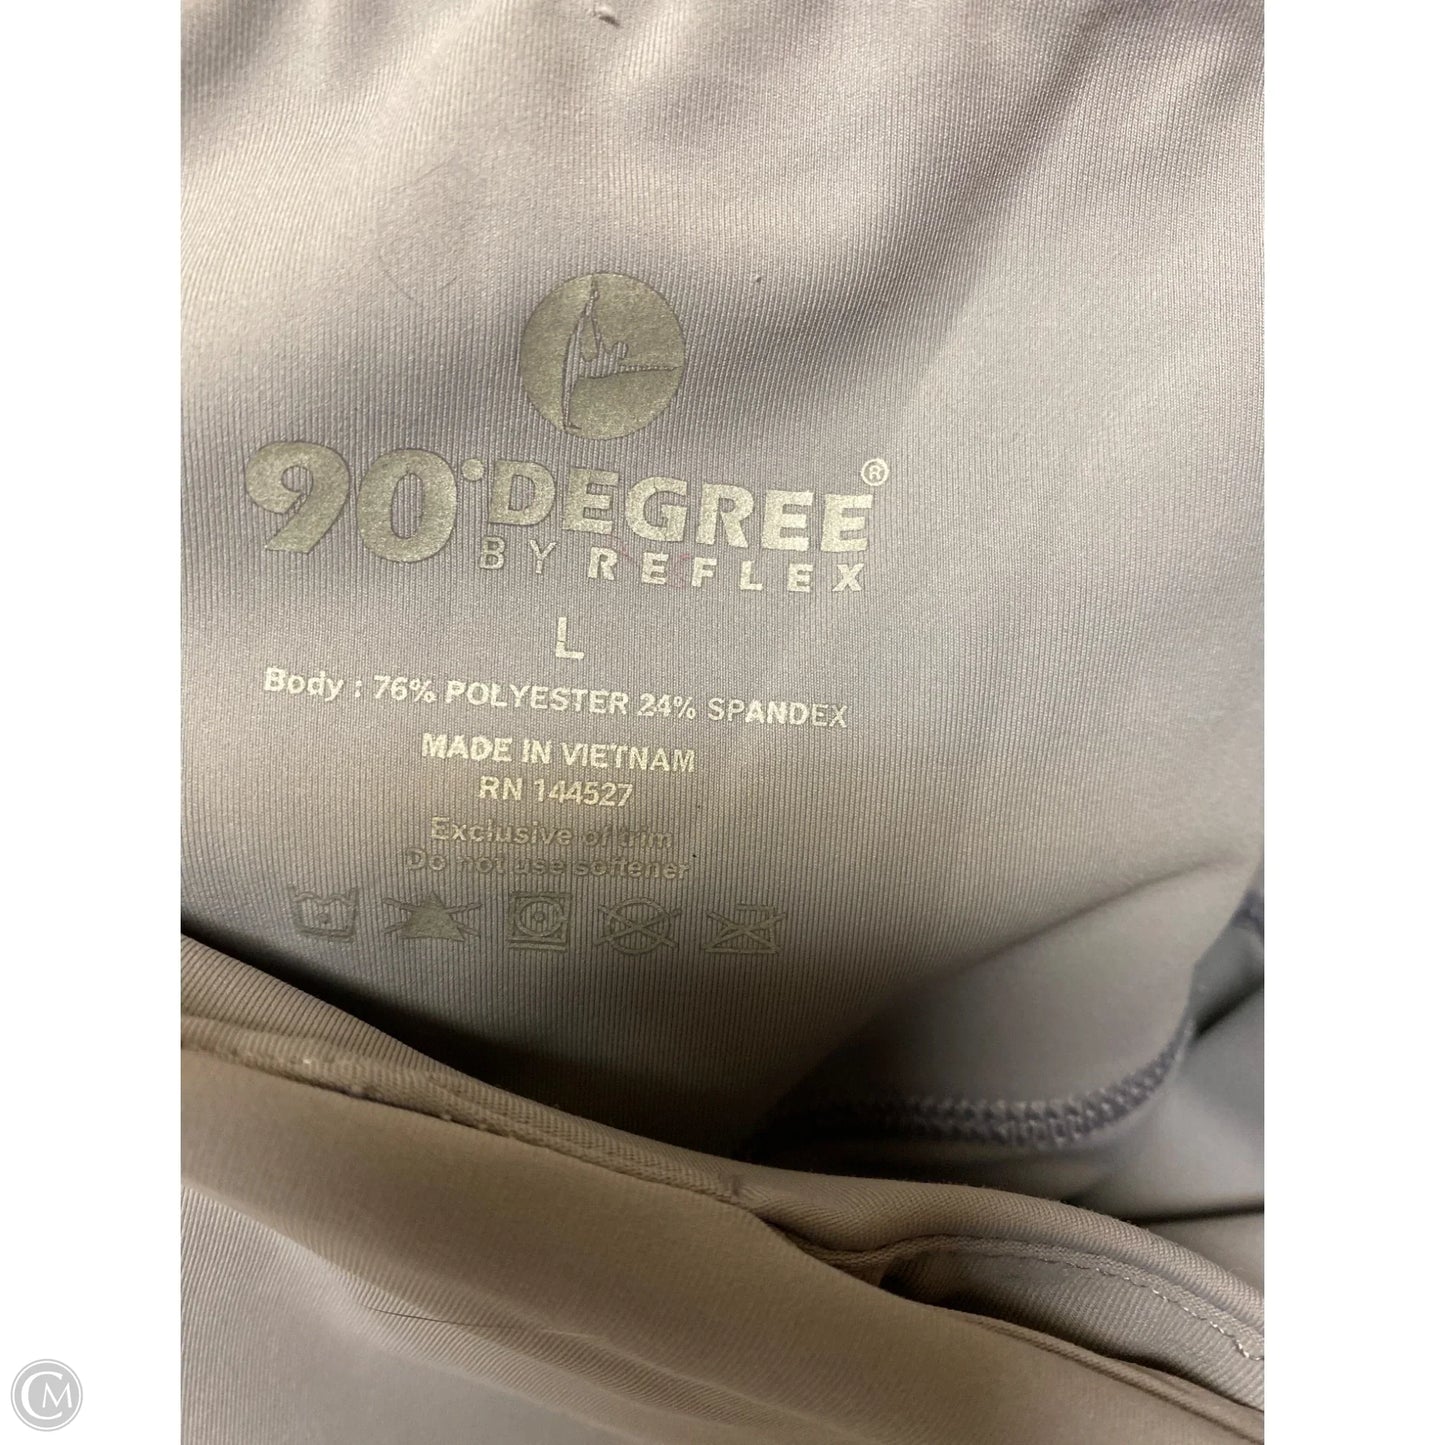 90° DEGREE®
BY REFLEX
L
Body : 76% POLYESTER 24% SPANDEX
MADE IN VIETNAM
RN 144527
Exclusive of trim
Do not use softener
CM